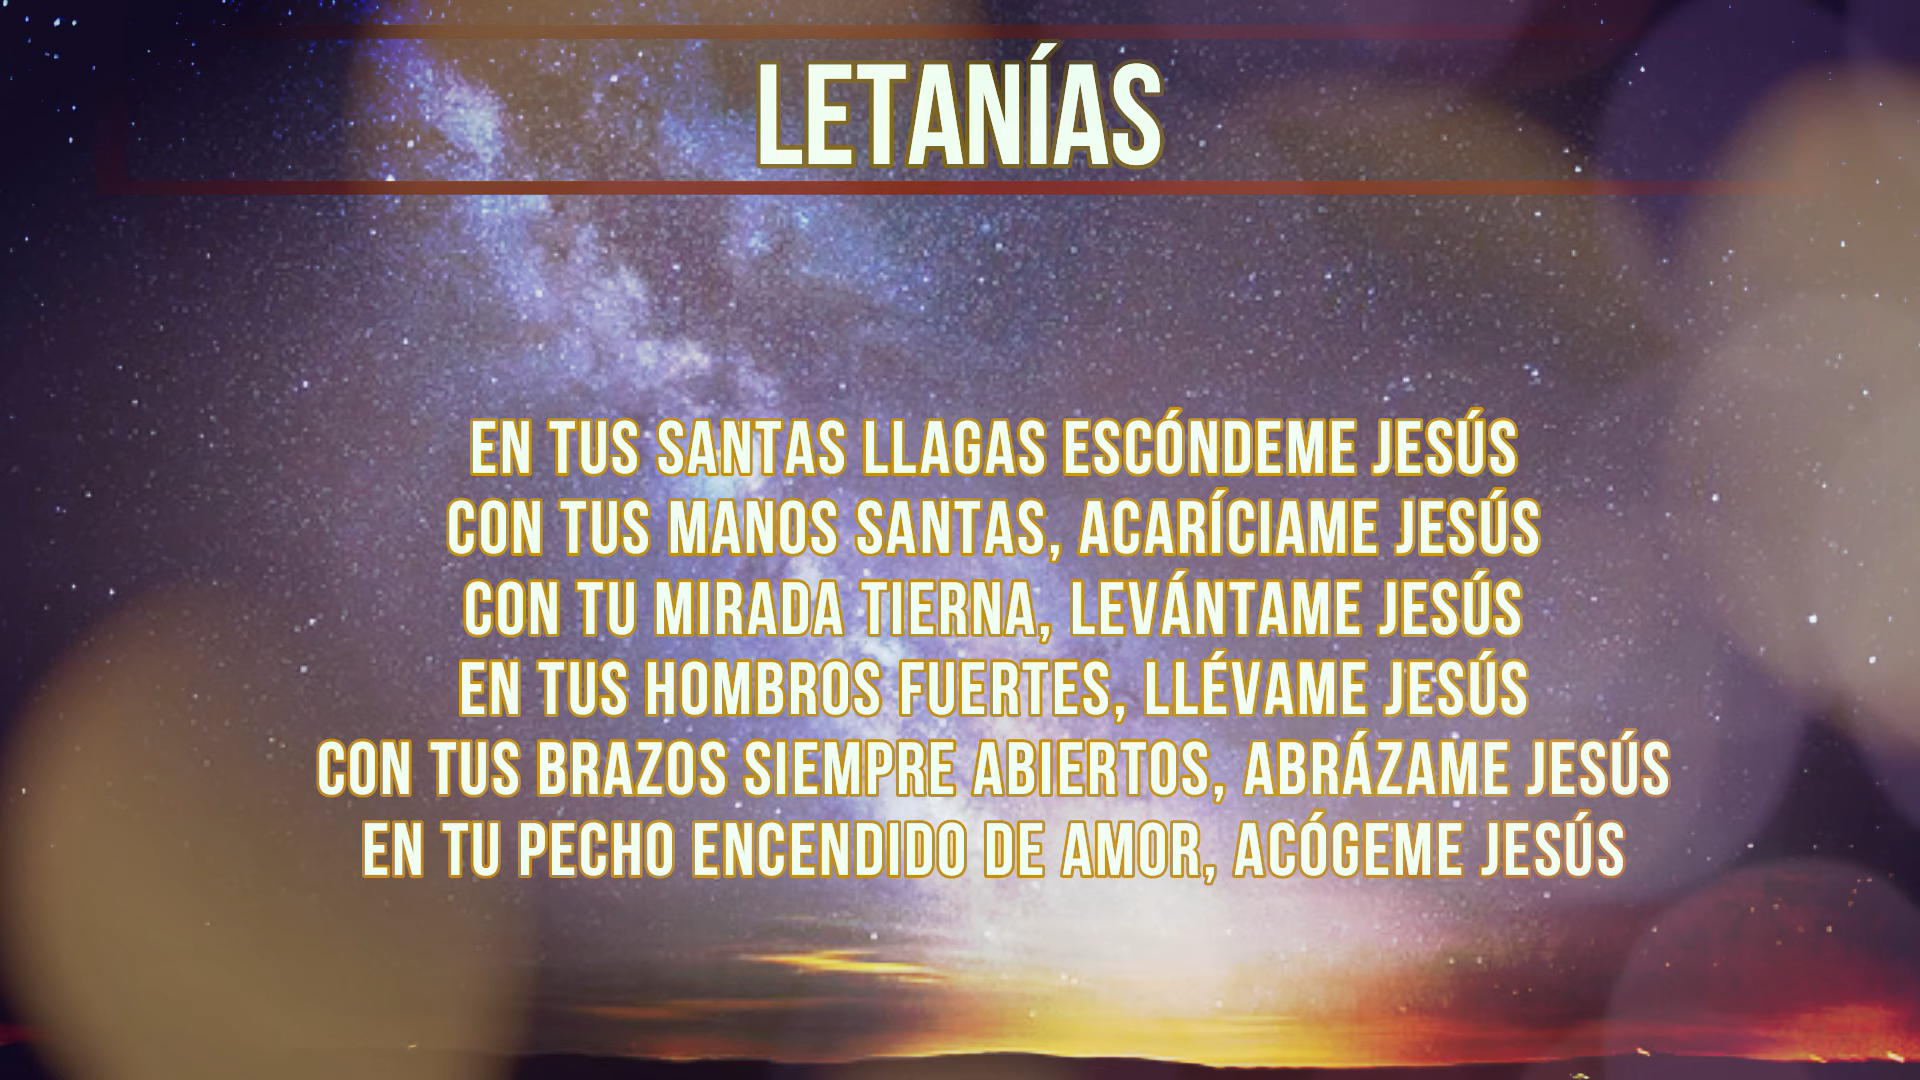 LETANÍAS
EN TUS SANTAS LLAGAS ESCÓNDEME JESÚS
CON TUS MANOS SANTAS, ACARÍCIAME JESÚS
CON TU MIRADA TIERNA, LEVÁNTAME JESÚS
EN TUS HOMBROS FUERTES, LLÉVAME JESÚS
CON TUS BRAZOS SIEMPRE ABIERTOS, ABRÁZAME JESÚS
EN TU PECHO ENCENDIDO DE AMOR, ACÓGEME JESÚS